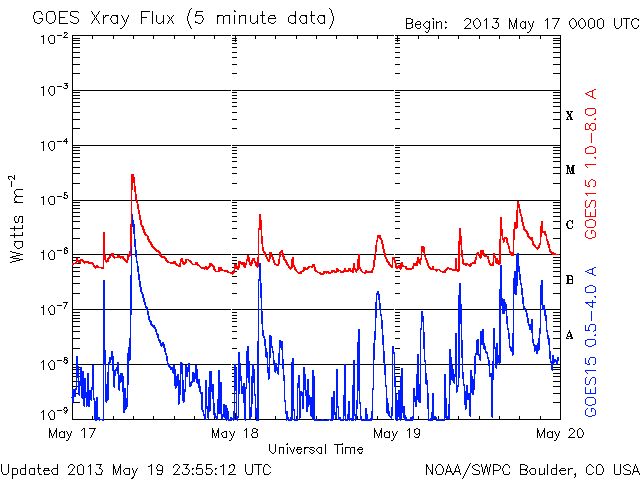 GOES Xray Flux (5 minute data)
Begin: 2013 May 17 0000 UTC
10⁻²
10⁻³
10⁻⁴
10⁻⁵
10⁻⁶
10⁻⁷
10⁻⁸
10⁻⁹
Watts m⁻²
X
M
C
B
A
GOES15 1.0–8.0 A
GOES15 0.5–4.0 A
May 17
May 18
May 19
May 20
Universal Time
Updated 2013 May 19 23:55:12 UTC
NOAA/SWPC Boulder, CO USA